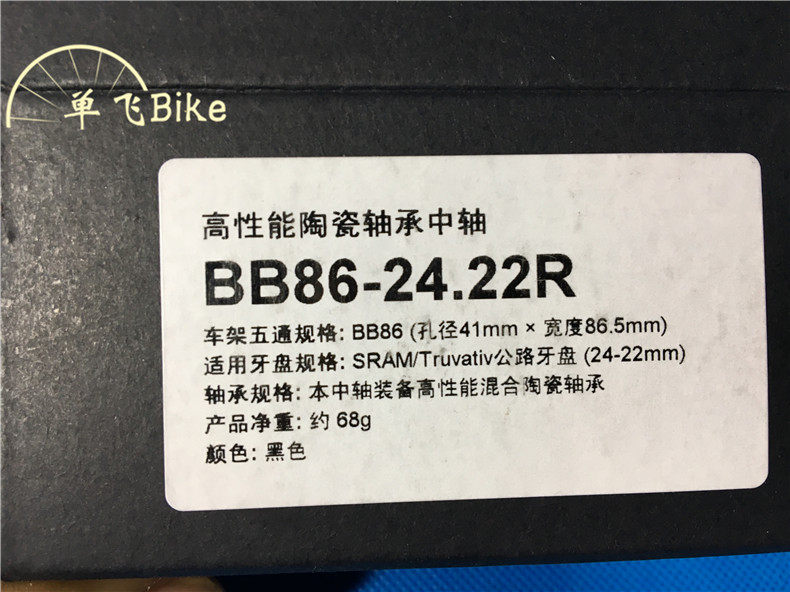 单飞Bike
高性能陶瓷轴承中轴
BB86-24.22R
车架五通规格: BB86 (孔径41mm × 宽度86.5mm)
适用牙盘规格: SRAM/Truvativ公路牙盘 (24-22mm)
轴承规格: 本中轴装备高性能混合陶瓷轴承
产品净重: 约 68g
颜色: 黑色